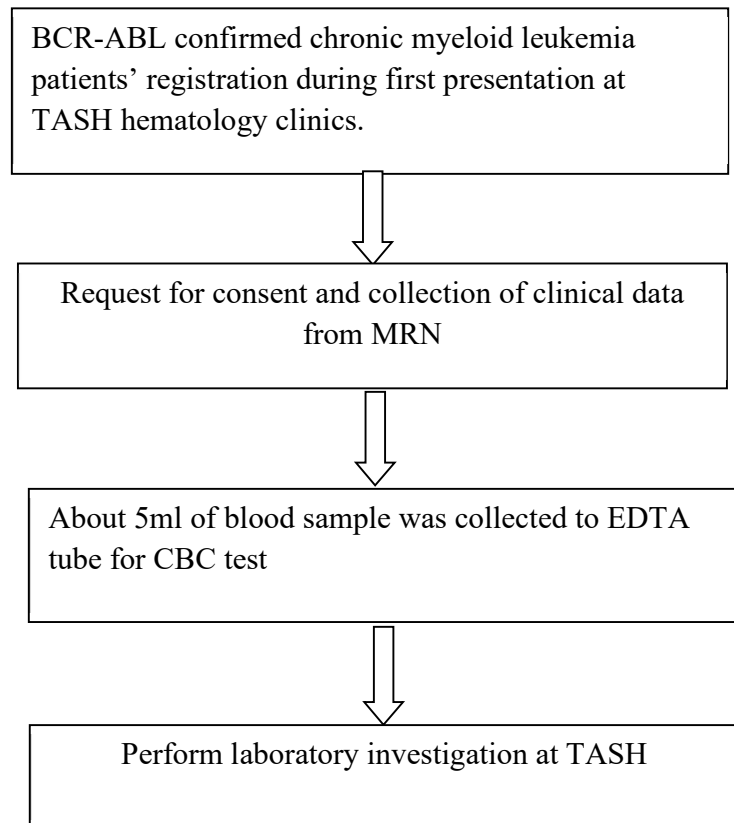 BCR-ABL confirmed chronic myeloid leukemia
patients’ registration during first presentation at
TASH hematology clinics.
Request for consent and collection of clinical data
from MRN
About 5ml of blood sample was collected to EDTA
tube for CBC test
Perform laboratory investigation at TASH